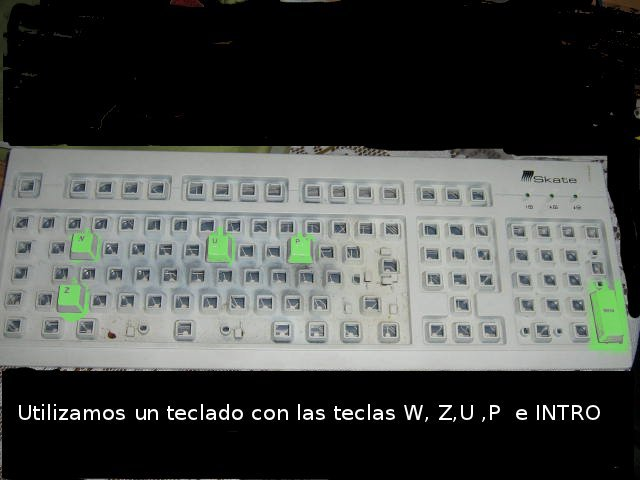 Skate
W
U
P
Z
Utilizamos un teclado con las teclas W, Z,U ,P  e INTRO